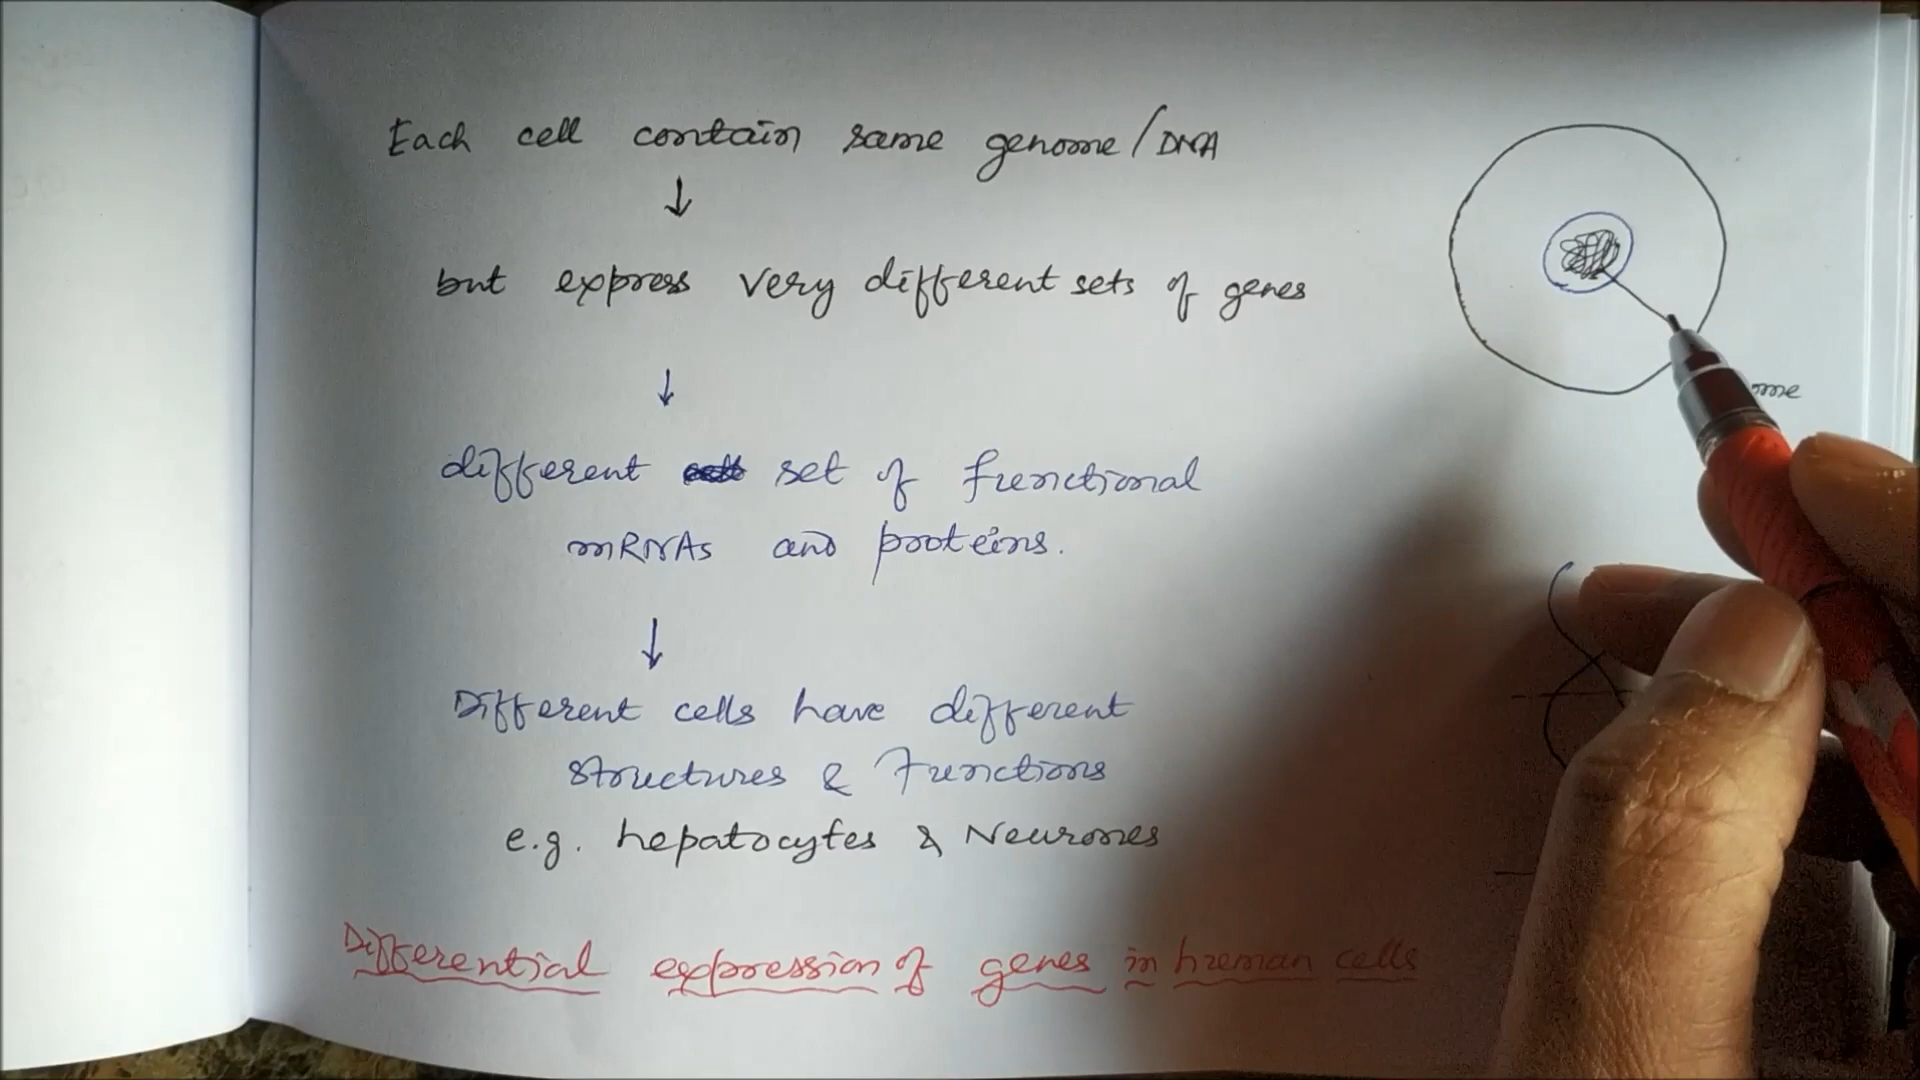 Each cell contain same genome/DNA
↓
but express very different sets of genes
↓
different set of functional
mRNAs and proteins.
↓
Different cells have different
structures & Functions
e.g. hepatocytes & Neurones
Differential expression of genes in human cells